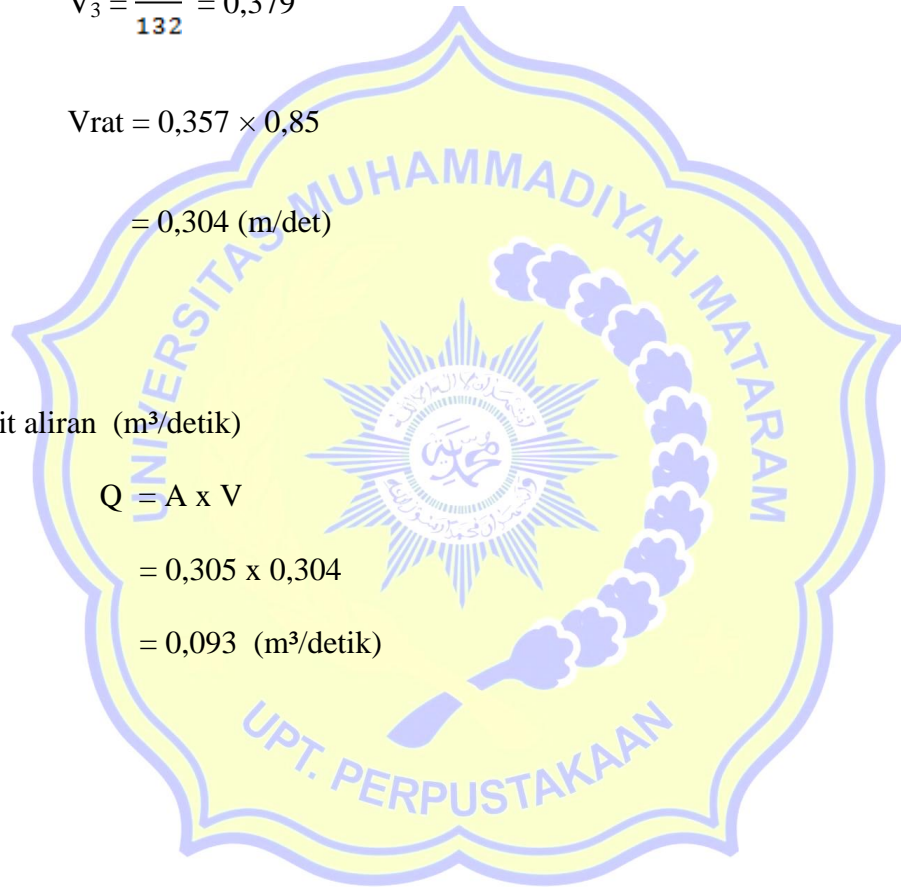 V₃ = ── = 0,379
132
Vrat = 0,357 × 0,85
= 0,304 (m/det)
aliran (m³/detik)
Q = A x V
= 0,305 x 0,304
= 0,093 (m³/detik)
UNIVERSITAS MUHAMMADIYAH MATARAM
UPT. PERPUSTAKAAN